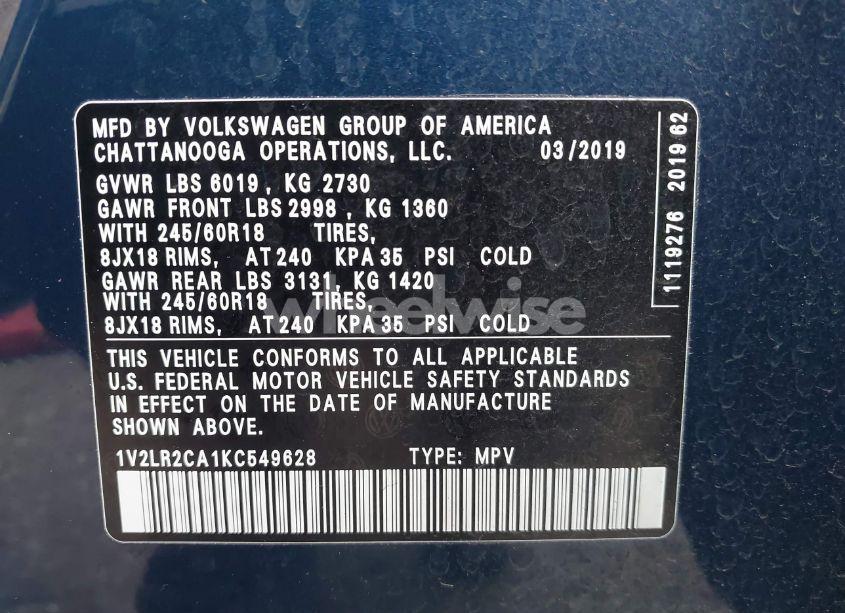 MFD BY VOLKSWAGEN GROUP OF AMERICA
CHATTANOOGA OPERATIONS, LLC. 03/2019
GVWR LBS 6019 , KG 2730
GAWR FRONT LBS 2998 , KG 1360
WITH 245/60R18 TIRES,
8JX18 RIMS, AT 240 KPA 35 PSI COLD
GAWR REAR LBS 3131, KG 1420
WITH 245/60R18 TIRES,
8JX18 RIMS, AT 240 KPA 35 PSI COLD
THIS VEHICLE CONFORMS TO ALL APPLICABLE
U.S. FEDERAL MOTOR VEHICLE SAFETY STANDARDS
IN EFFECT ON THE DATE OF MANUFACTURE
SHOWN ABOVE.
1V2LR2CA1KC549628 TYPE: MPV
1119276 2019 62
wheelwise